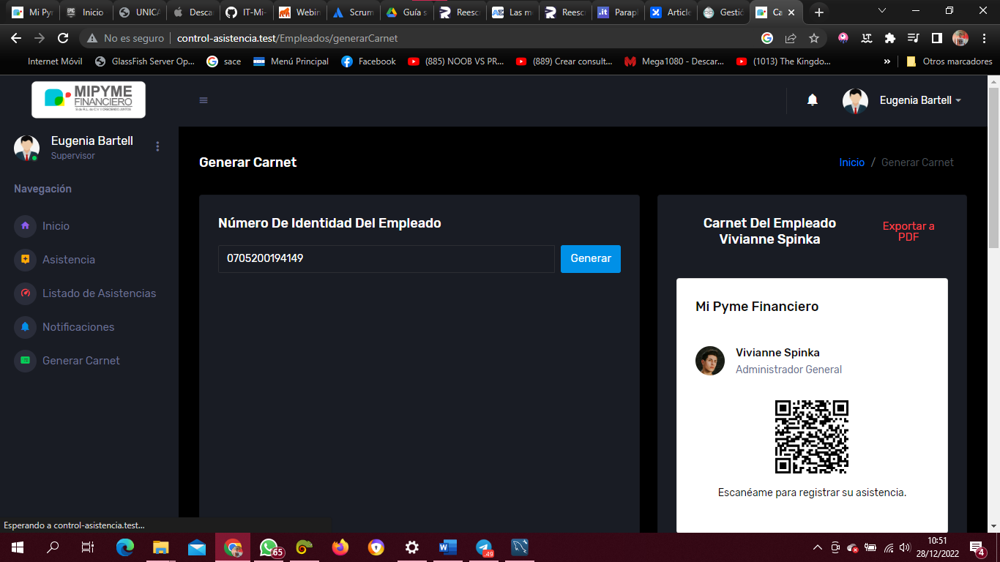 Mi Pyr
Inicio
UNICA
Descar
IT-Mi-
Webin
Scrum
Guía s
Reescr
Las m
Reescr
Parapl
Article
Gestió
Ca
No es seguro
control-asistencia.test/Empleados/generarCarnet
Internet Móvil
GlassFish Server Op...
sace
Menú Principal
Facebook
(885) NOOB VS PR...
(889) Crear consult...
Mega1080 - Descar...
(1013) The Kingdo...
»
Otros marcadores
MIPYME
FINANCIERO
Eugenia Bartell
Eugenia Bartell
Supervisor
Navegación
Inicio
Asistencia
Listado de Asistencias
Notificaciones
Generar Carnet
Generar Carnet
Inicio / Generar Carnet
Número De Identidad Del Empleado
0705200194149
Generar
Carnet Del Empleado
Vivianne Spinka
Exportar a
PDF
Mi Pyme Financiero
Vivianne Spinka
Administrador General
Escanéame para registrar su asistencia.
Esperando a control-asistencia.test...
65
49
10:51
28/12/2022
4